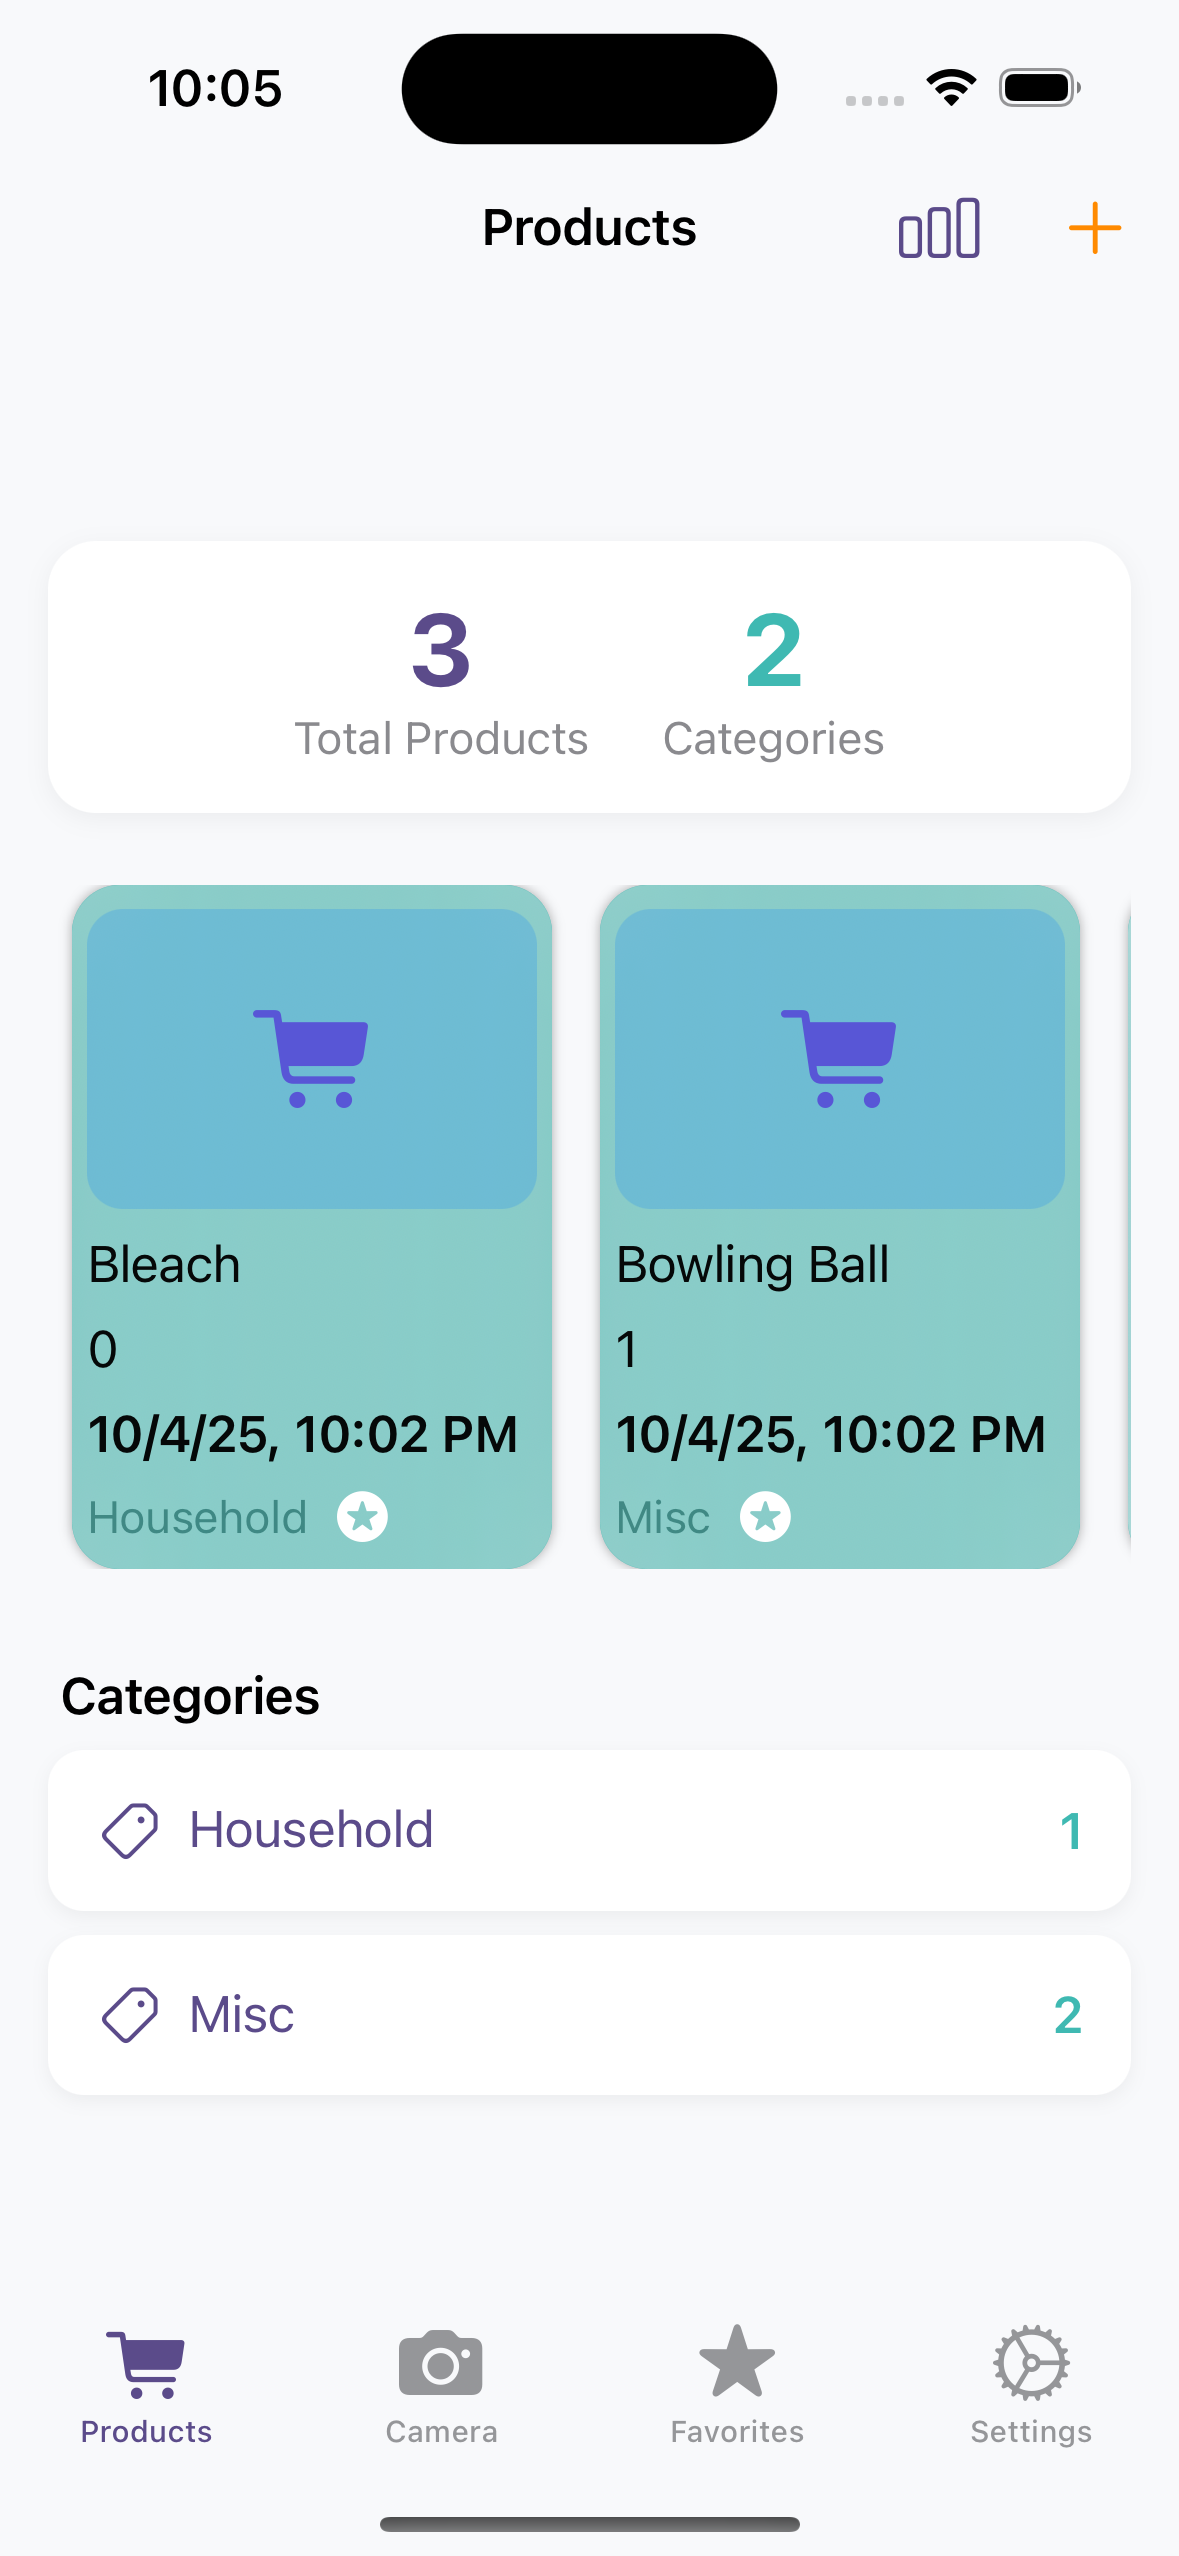 10:05
Products
3
2
Total Products
Categories
Bleach
0
10/4/25, 10:02 PM
Household
Bowling Ball
1
10/4/25, 10:02 PM
Misc
Categories
Household
1
Misc
2
Products
Camera
Favorites
Settings